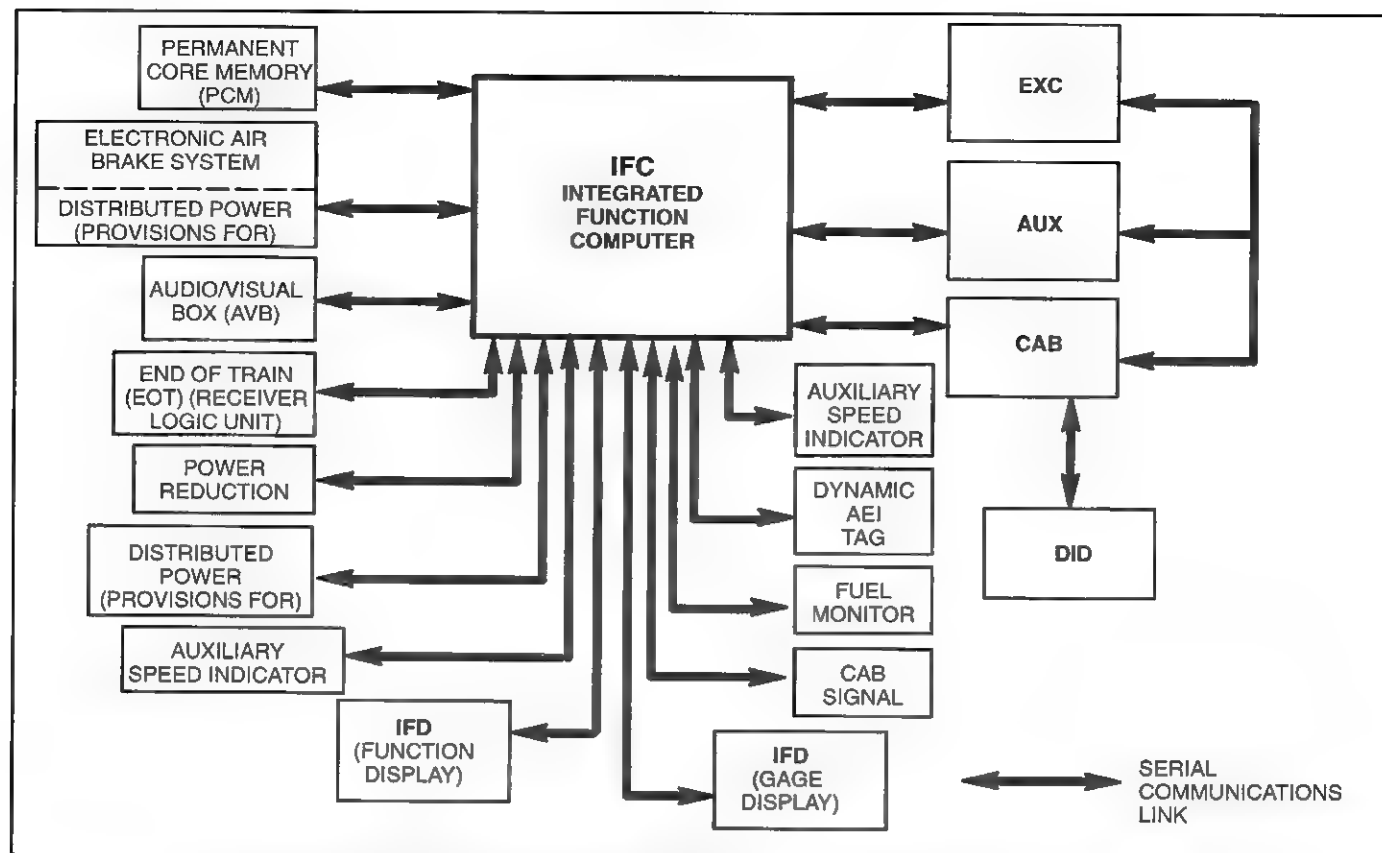 PERMANENT
CORE MEMORY
(PCM)
ELECTRONIC AIR
BRAKE SYSTEM
DISTRIBUTED POWER
(PROVISIONS FOR)
AUDIO/VISUAL
BOX (AVB)
END OF TRAIN
(EOT) (RECEIVER
LOGIC UNIT)
POWER
REDUCTION
DISTRIBUTED
POWER
(PROVISIONS FOR)
AUXILIARY
SPEED INDICATOR
IFD
(FUNCTION
DISPLAY)
IFC
INTEGRATED
FUNCTION
COMPUTER
IFD
(GAGE
DISPLAY)
EXC
AUX
CAB
DID
AUXILIARY
SPEED
INDICATOR
DYNAMIC
AEI
TAG
FUEL
MONITOR
CAB
SIGNAL
SERIAL
COMMUNICATIONS
LINK